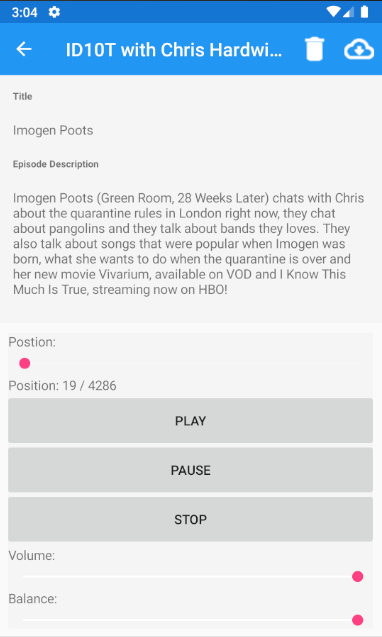 3:04
ID10T with Chris Hardwi...
Title
Imogen Poots
Episode Description
Imogen Poots (Green Room, 28 Weeks Later) chats with Chris
about the quarantine rules in London right now, they chat
about pangolins and they talk about bands they loves. They
also talk about songs that were popular when Imogen was
born, what she wants to do when the quarantine is over and
her new movie Vivarium, available on VOD and I Know This
Much Is True, streaming now on HBO!
Postion:
Position: 19 / 4286
PLAY
PAUSE
STOP
Volume:
Balance: